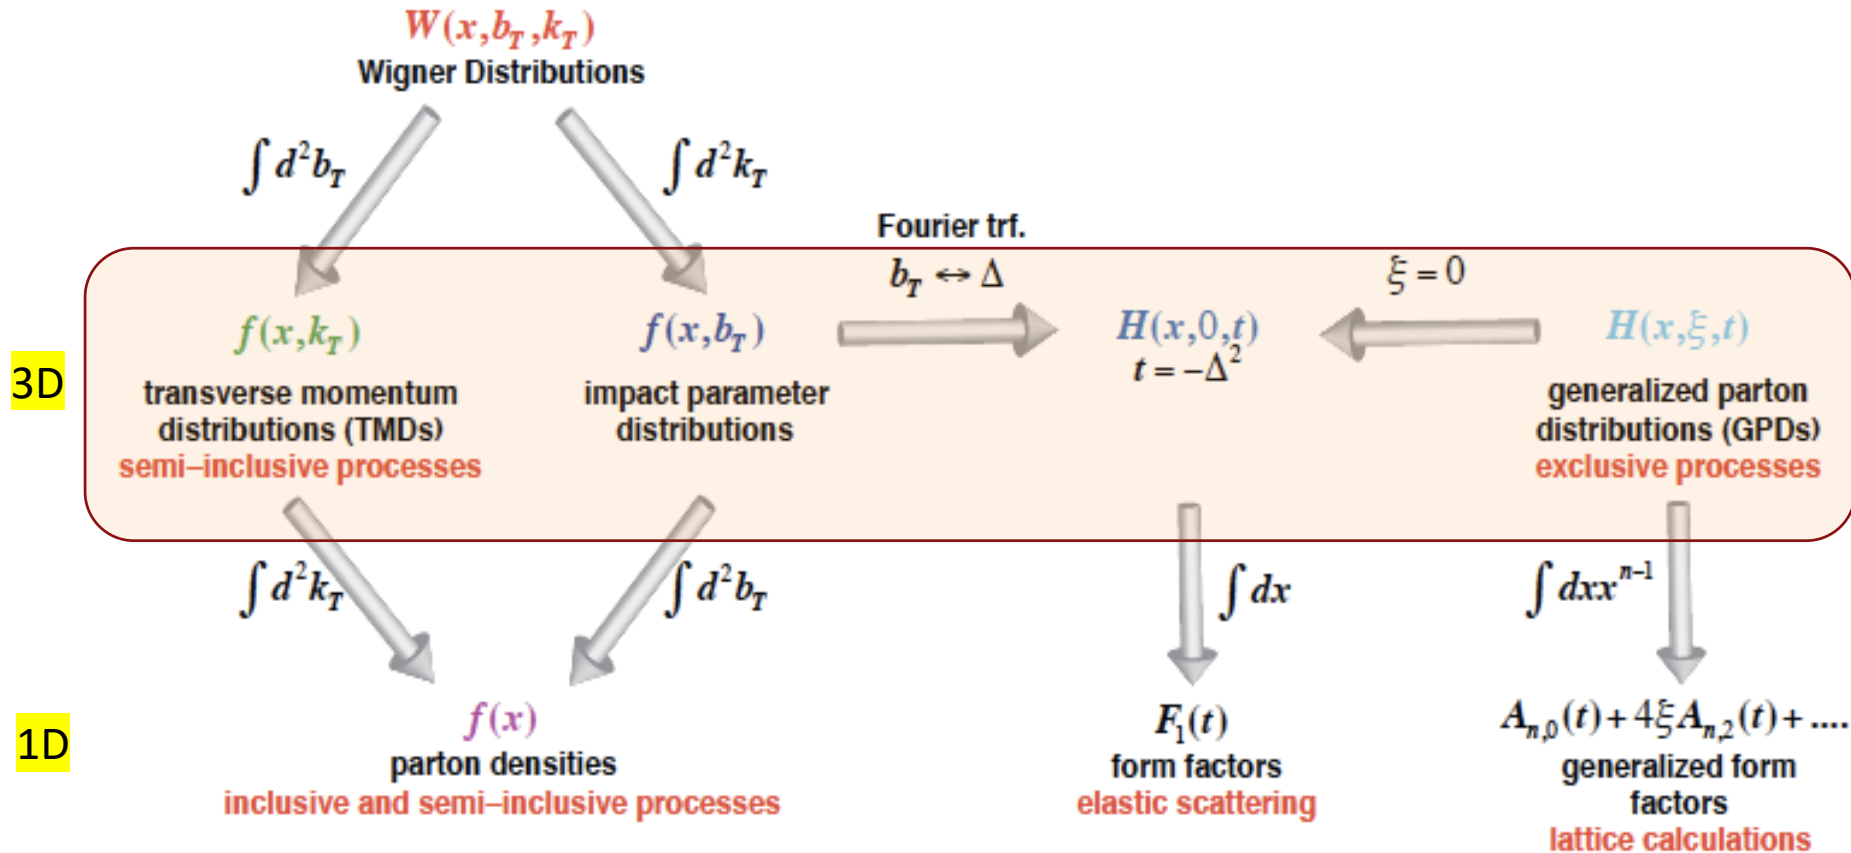 W(x,b_T,k_T)
Wigner Distributions
∫ d²b_T
∫ d²k_T
Fourier trf.
b_T ↔ Δ
ξ = 0
3D
f(x,k_T)
transverse momentum
distributions (TMDs)
semi–inclusive processes
f(x,b_T)
impact parameter
distributions
H(x,0,t)
t = −Δ²
H(x,ξ,t)
generalized parton
distributions (GPDs)
exclusive processes
∫ d²k_T
∫ d²b_T
∫ dx
∫ dxx^{n−1}
1D
f(x)
parton densities
inclusive and semi–inclusive processes
F₁(t)
form factors
elastic scattering
A_{n,0}(t) + 4ξA_{n,2}(t) + ....
generalized form
factors
lattice calculations